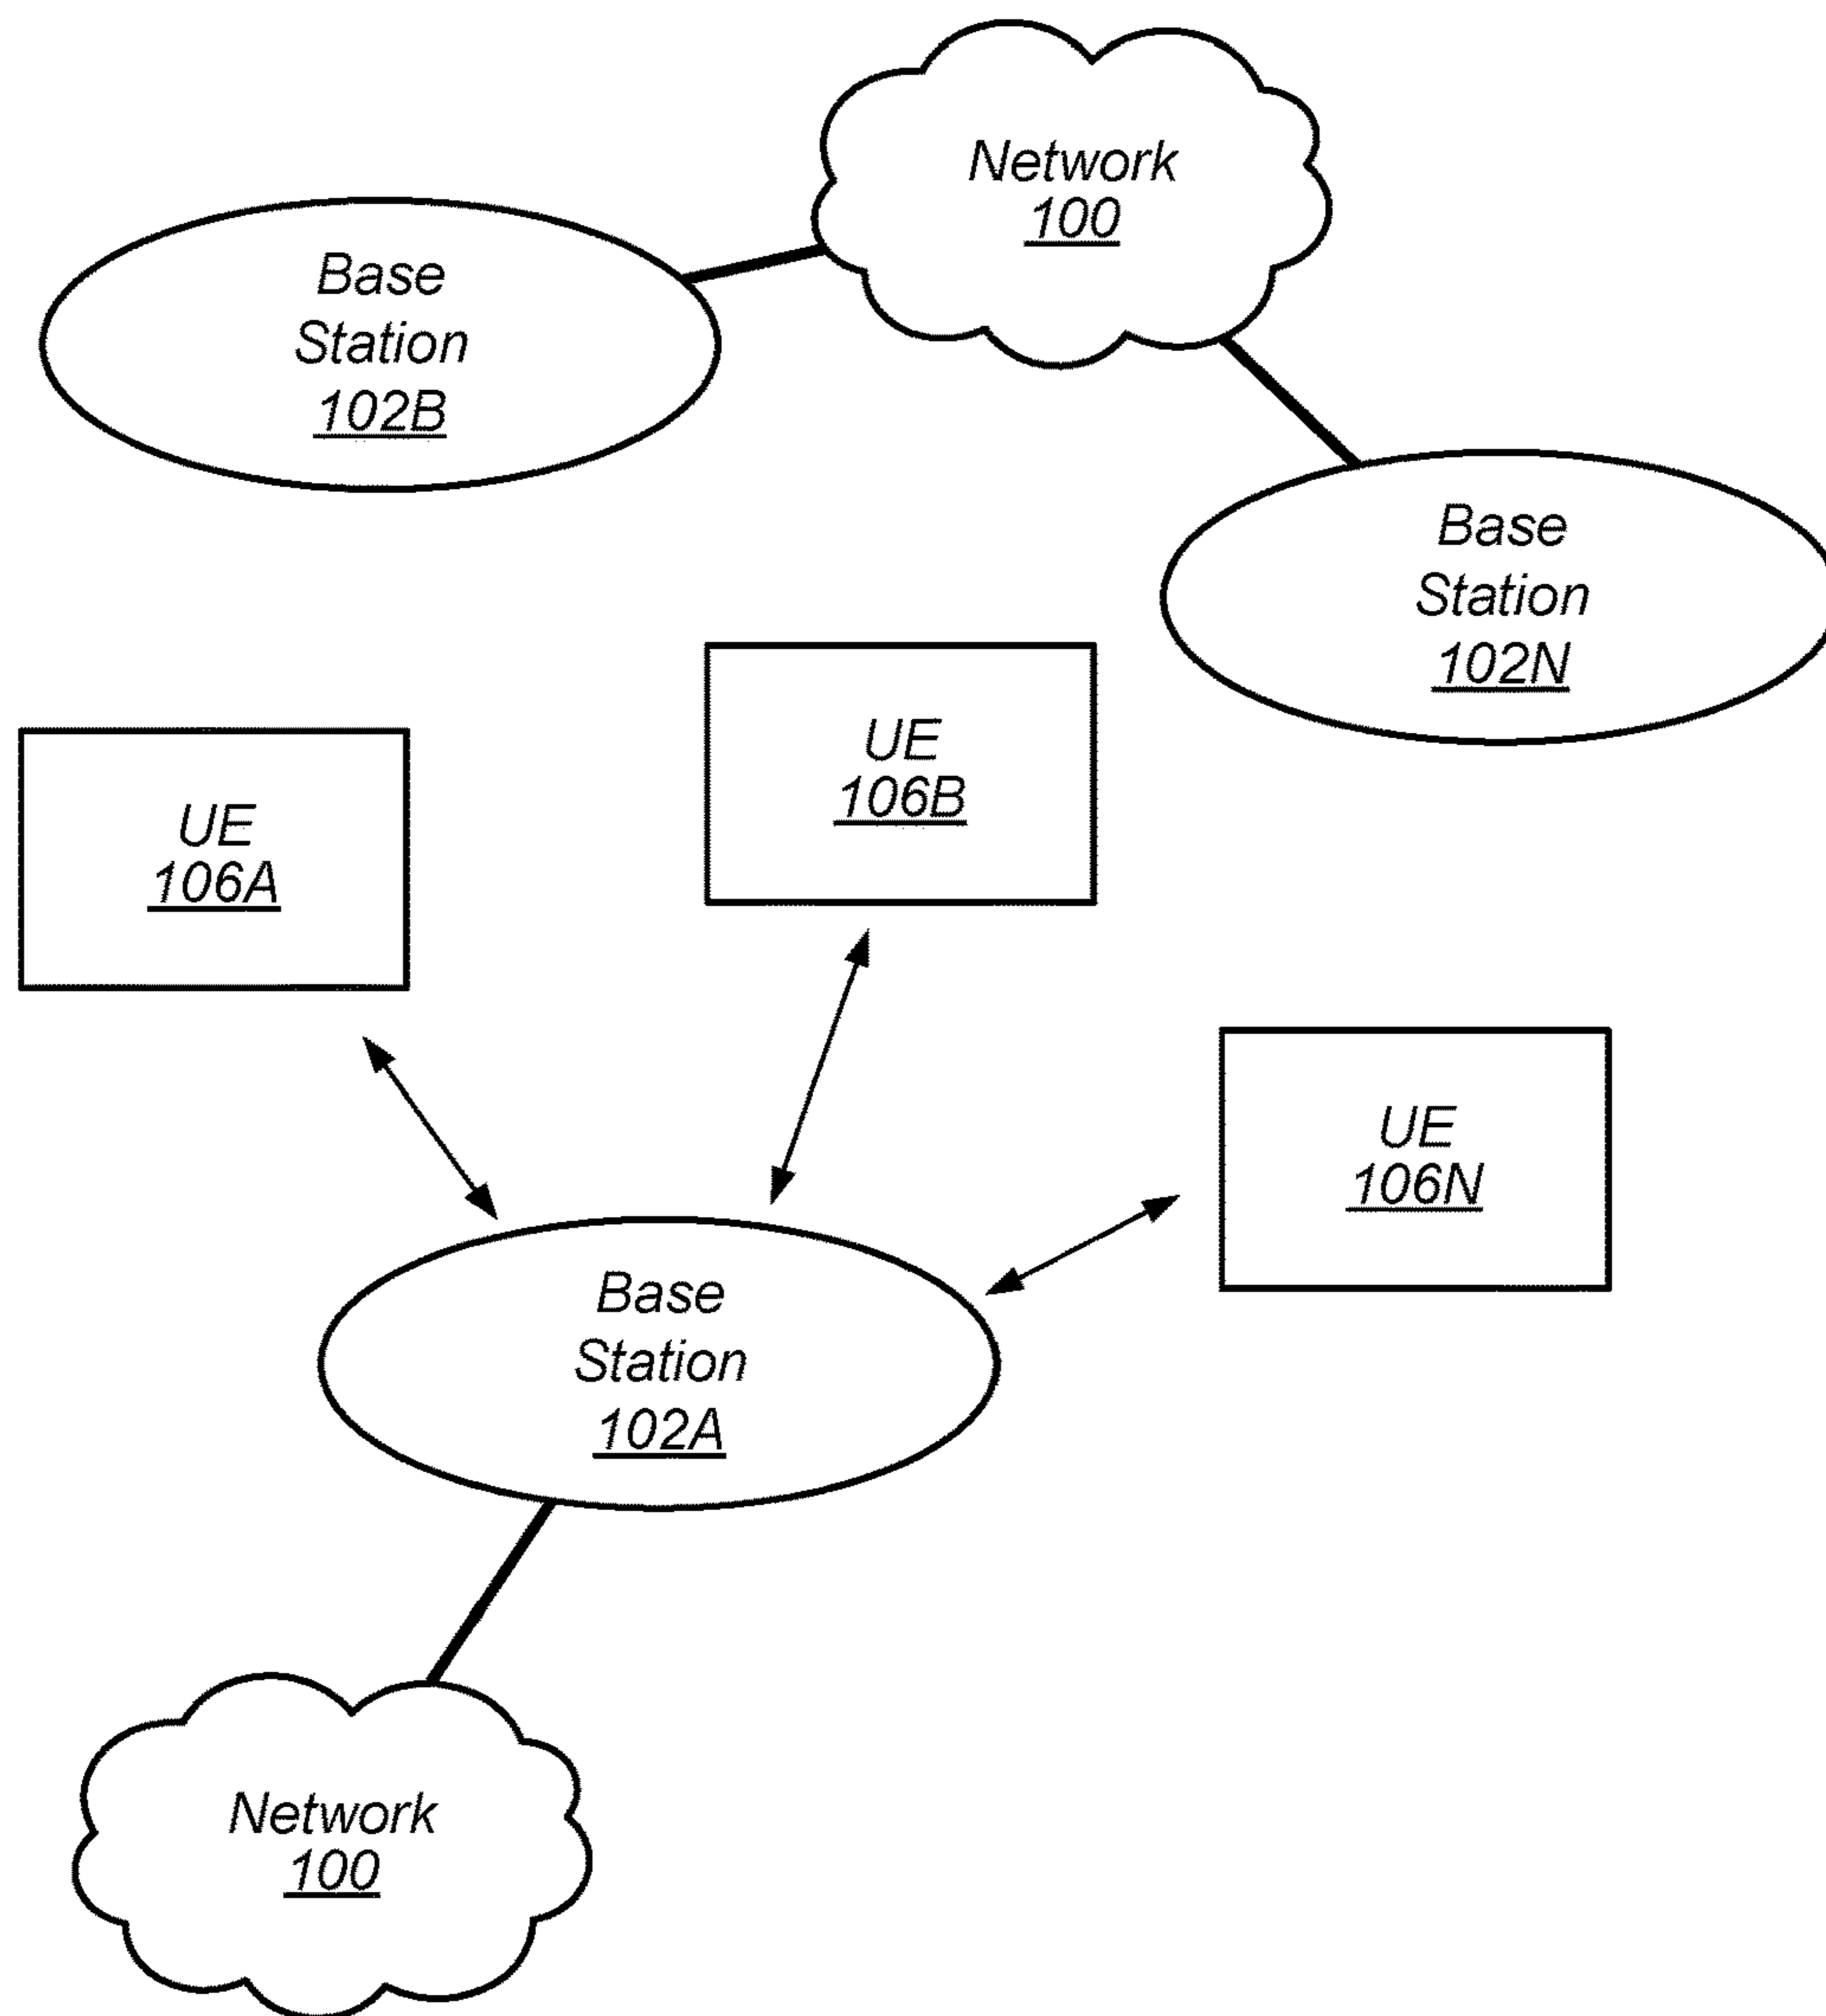 Network
100
Base
Station
102B
Base
Station
102N
UE
106B
UE
106A
UE
106N
Base
Station
102A
Network
100